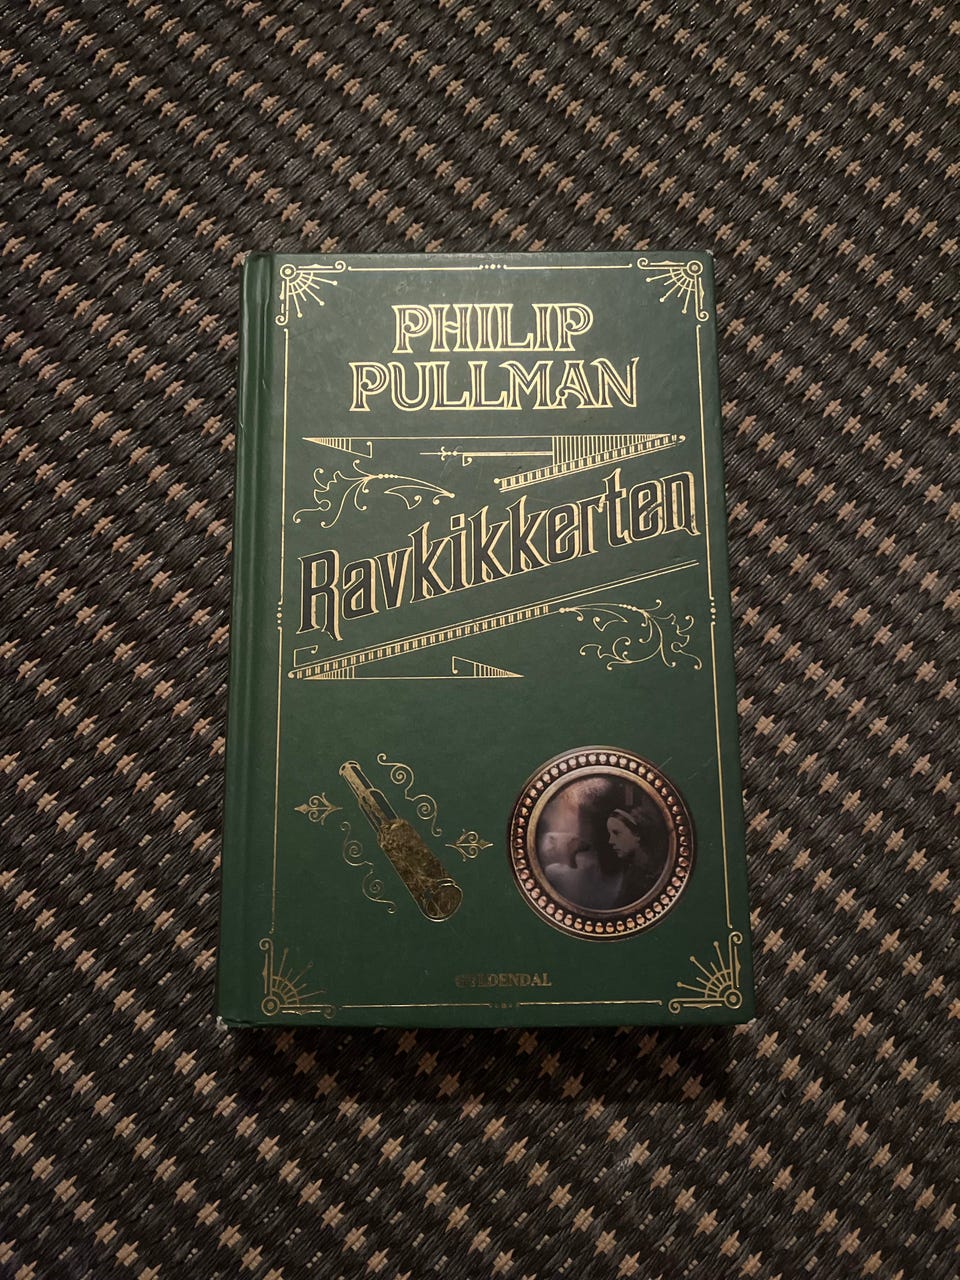 PHILIP
PULLMAN
Ravkikkerten
GYLDENDAL